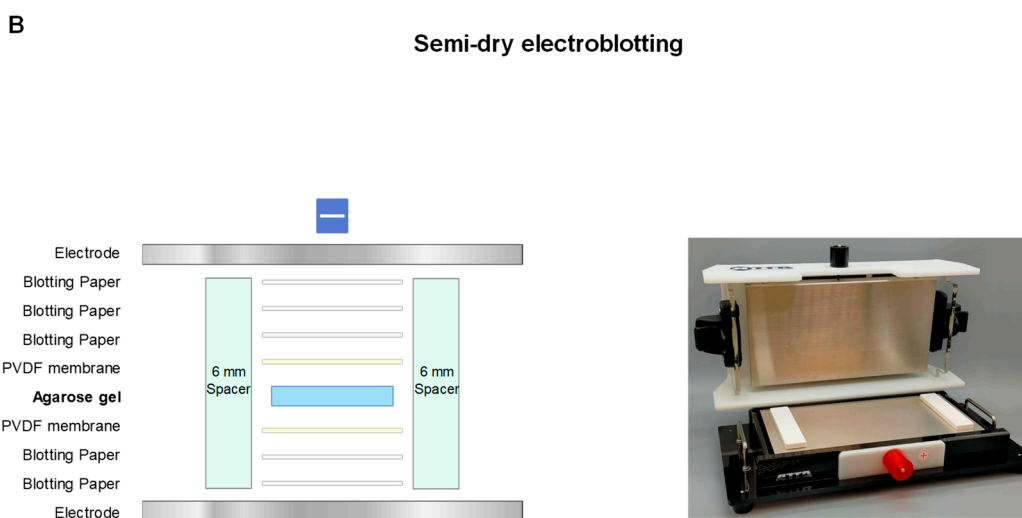 B
Semi-dry electroblotting
Electrode
Blotting Paper
Blotting Paper
Blotting Paper
PVDF membrane
Agarose gel
PVDF membrane
Blotting Paper
Blotting Paper
Electrode
6 mm
Spacer
6 mm
Spacer
ATTO